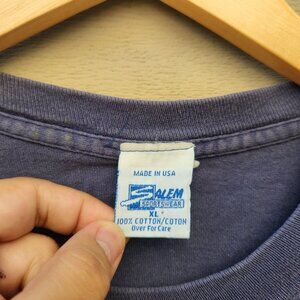 MADE IN USA
SALEM
SPORTSWEAR
XL
100% COTTON/COTON
Over For Care